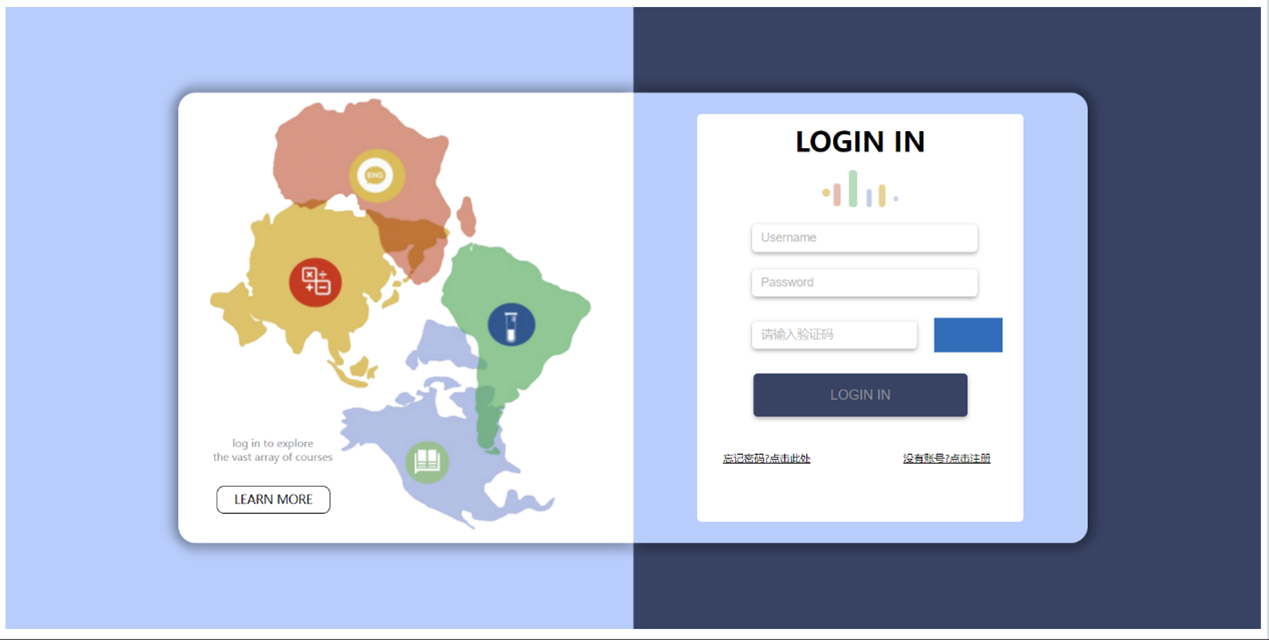 ENG
log in to explore
the vast array of courses
LEARN MORE
LOGIN IN
Username
Password
请输入验证码
LOGIN IN
忘记密码?点击此处
没有账号?点击注册